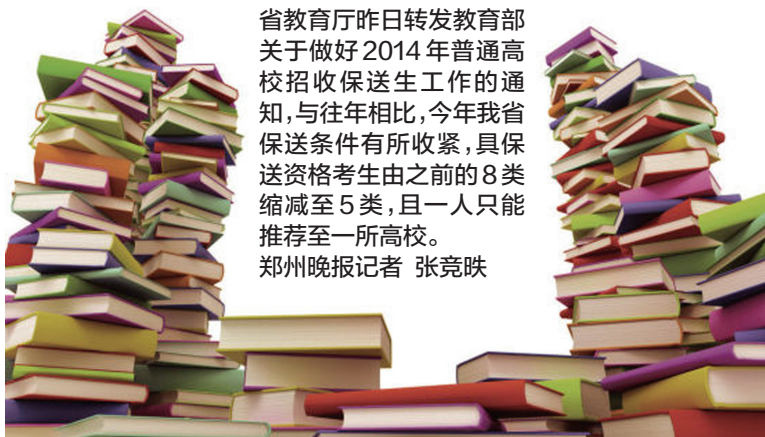 省教育厅昨日转发教育部
关于做好2014年普通高
校招收保送生工作的通
知,与往年相比,今年我省
保送条件有所收紧,具保
送资格考生由之前的8类
缩减至5类,且一人只能
推荐至一所高校。
郑州晚报记者 张竞昳